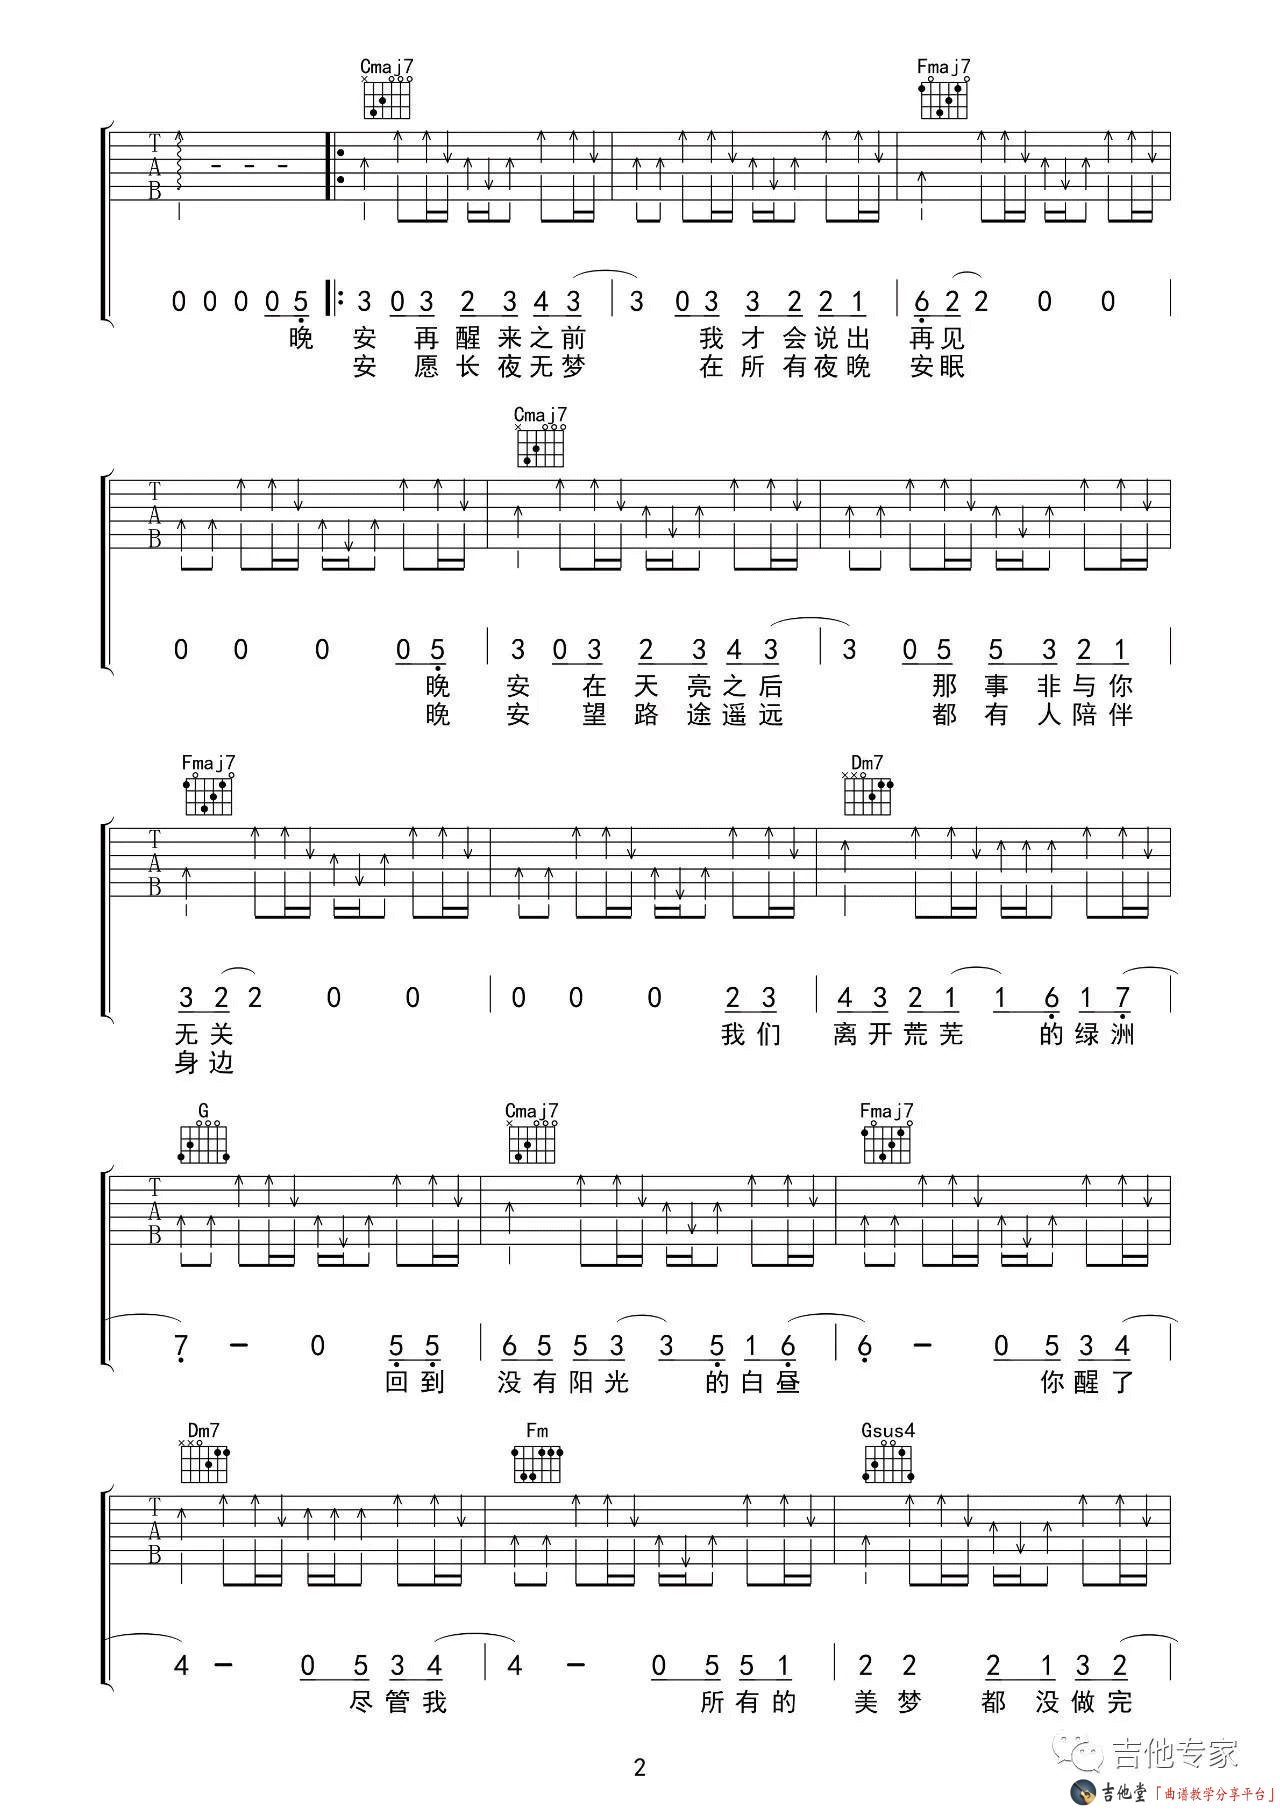 Cmaj7 Fmaj7
T
A
B
0 0 0 0 5 3 0 3 2 3 4 3 3 0 3 3 2 2 1 6 2 2 0 0
晚 安 再 醒 来 之 前 我 才 会 说 出 再 见
安 愿 长 夜 无 梦 在 所 有 夜 晚 安 眠
Cmaj7
T
A
B
0 0 0 0 5 3 0 3 2 3 4 3 3 0 5 5 3 2 1
晚 安 在 天 亮 之 后 那 事 非 与 你
晚 安 望 路 途 遥 远 都 有 人 陪 伴
Fmaj7 Dm7
T
A
B
3 2 2 0 0 0 0 0 2 3 4 3 2 1 1 6 1 7
无 关 我 们 离 开 荒 芜 的 绿 洲
身 边
G Cmaj7 Fmaj7
T
A
B
7 - 0 5 5 6 5 5 3 3 5 1 6 6 - 0 5 3 4
回 到 没 有 阳 光 的 白 昼 你 醒 了
Dm7 Fm Gsus4
T
A
B
4 - 0 5 3 4 4 - 0 5 5 1 2 2 2 1 3 2
尽 管 我 所 有 的 美 梦 都 没 做 完
2
吉他专家
吉他堂「曲谱教学分享平台」